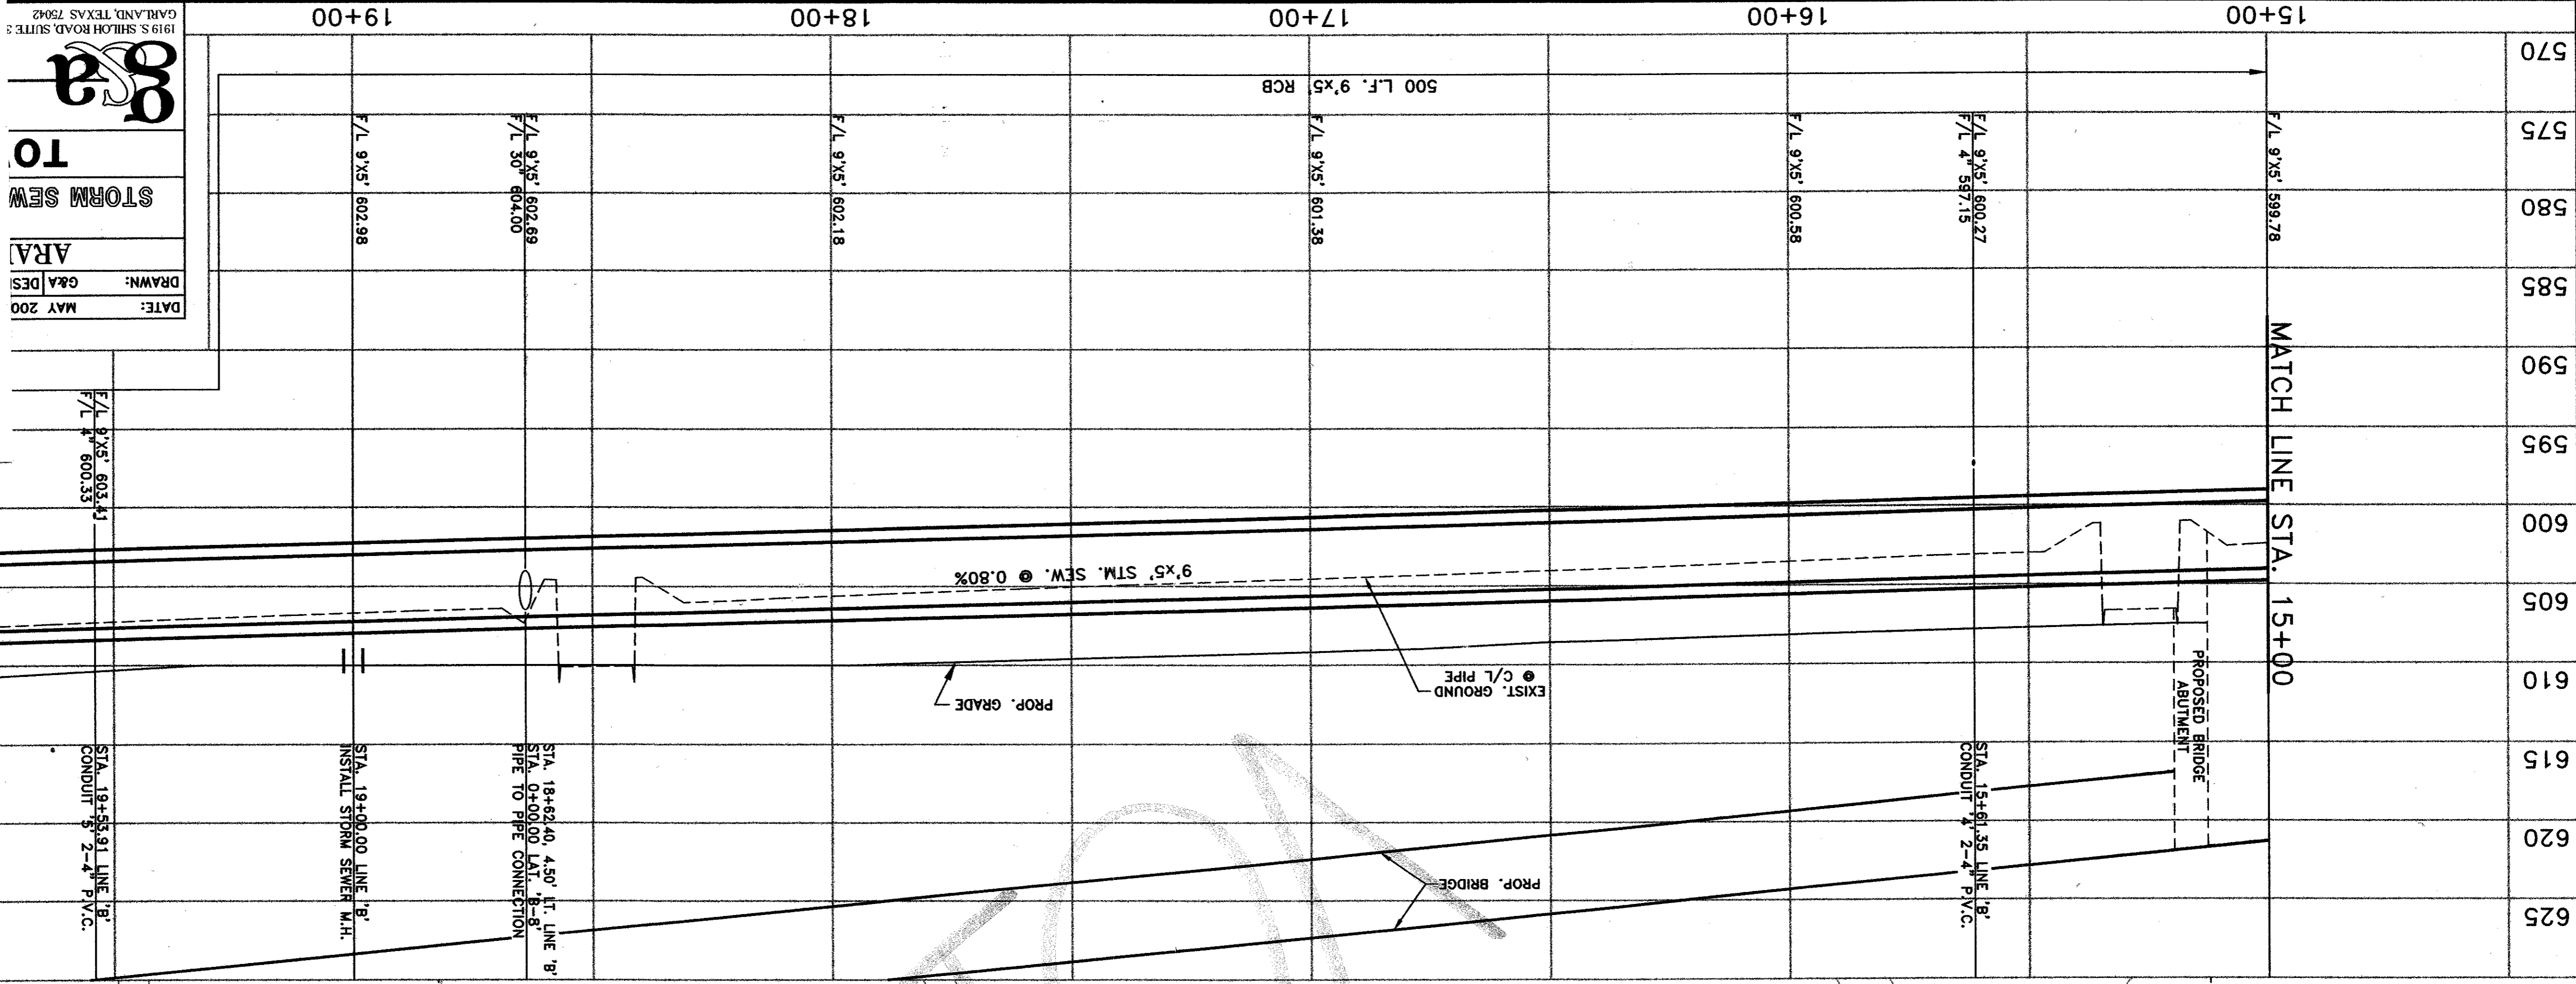 625
620
615
610
605
600
595
590
585
580
575
570
MATCH LINE STA. 15+00
PROPOSED BRIDGE
ABUTMENT
STA. 15+61.35 LINE 'B'
CONDUIT '4' 2-4" P.V.C.
PROP. BRIDGE
STA. 18+62.40, 4.50' LT. LINE 'B'
STA. 0+00.00 LAT. 'B-8'
PIPE TO PIPE CONNECTION
STA. 19+00.00 LINE 'B'
INSTALL STORM SEWER M.H.
STA. 19+53.91 LINE 'B'
CONDUIT '5' 2-4" P.V.C.
EXIST. GROUND
@ C/L PIPE
PROP. GRADE
9'x5' STM. SEW. @ 0.80%
F/L 9'X5' 599.78
F/L 9'X5' 600.27
F/L 4" 597.15
F/L 9'X5' 600.58
F/L 9'X5' 601.38
F/L 9'X5' 602.18
F/L 9'X5' 602.69
F/L 30" 604.00
F/L 9'X5' 602.98
F/L 9'X5' 603.41
F/L 4" 600.33
500 L.F. 9'x5' RCB
15+00
16+00
17+00
18+00
19+00
DATE: MAY 200
DRAWN: G&A DESI
STORM SEW
g&a
1919 S. SHILOH ROAD, SUITE 3
GARLAND, TEXAS 75042